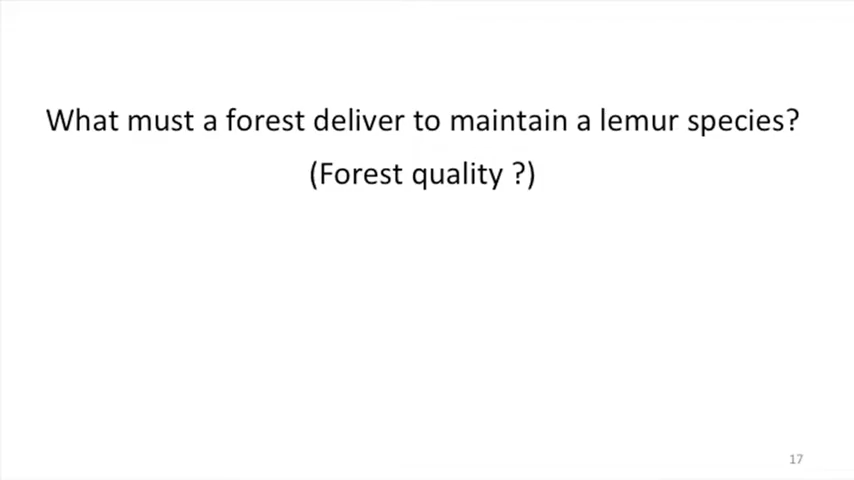 What must a forest deliver to maintain a lemur species?
(Forest quality ?)
17